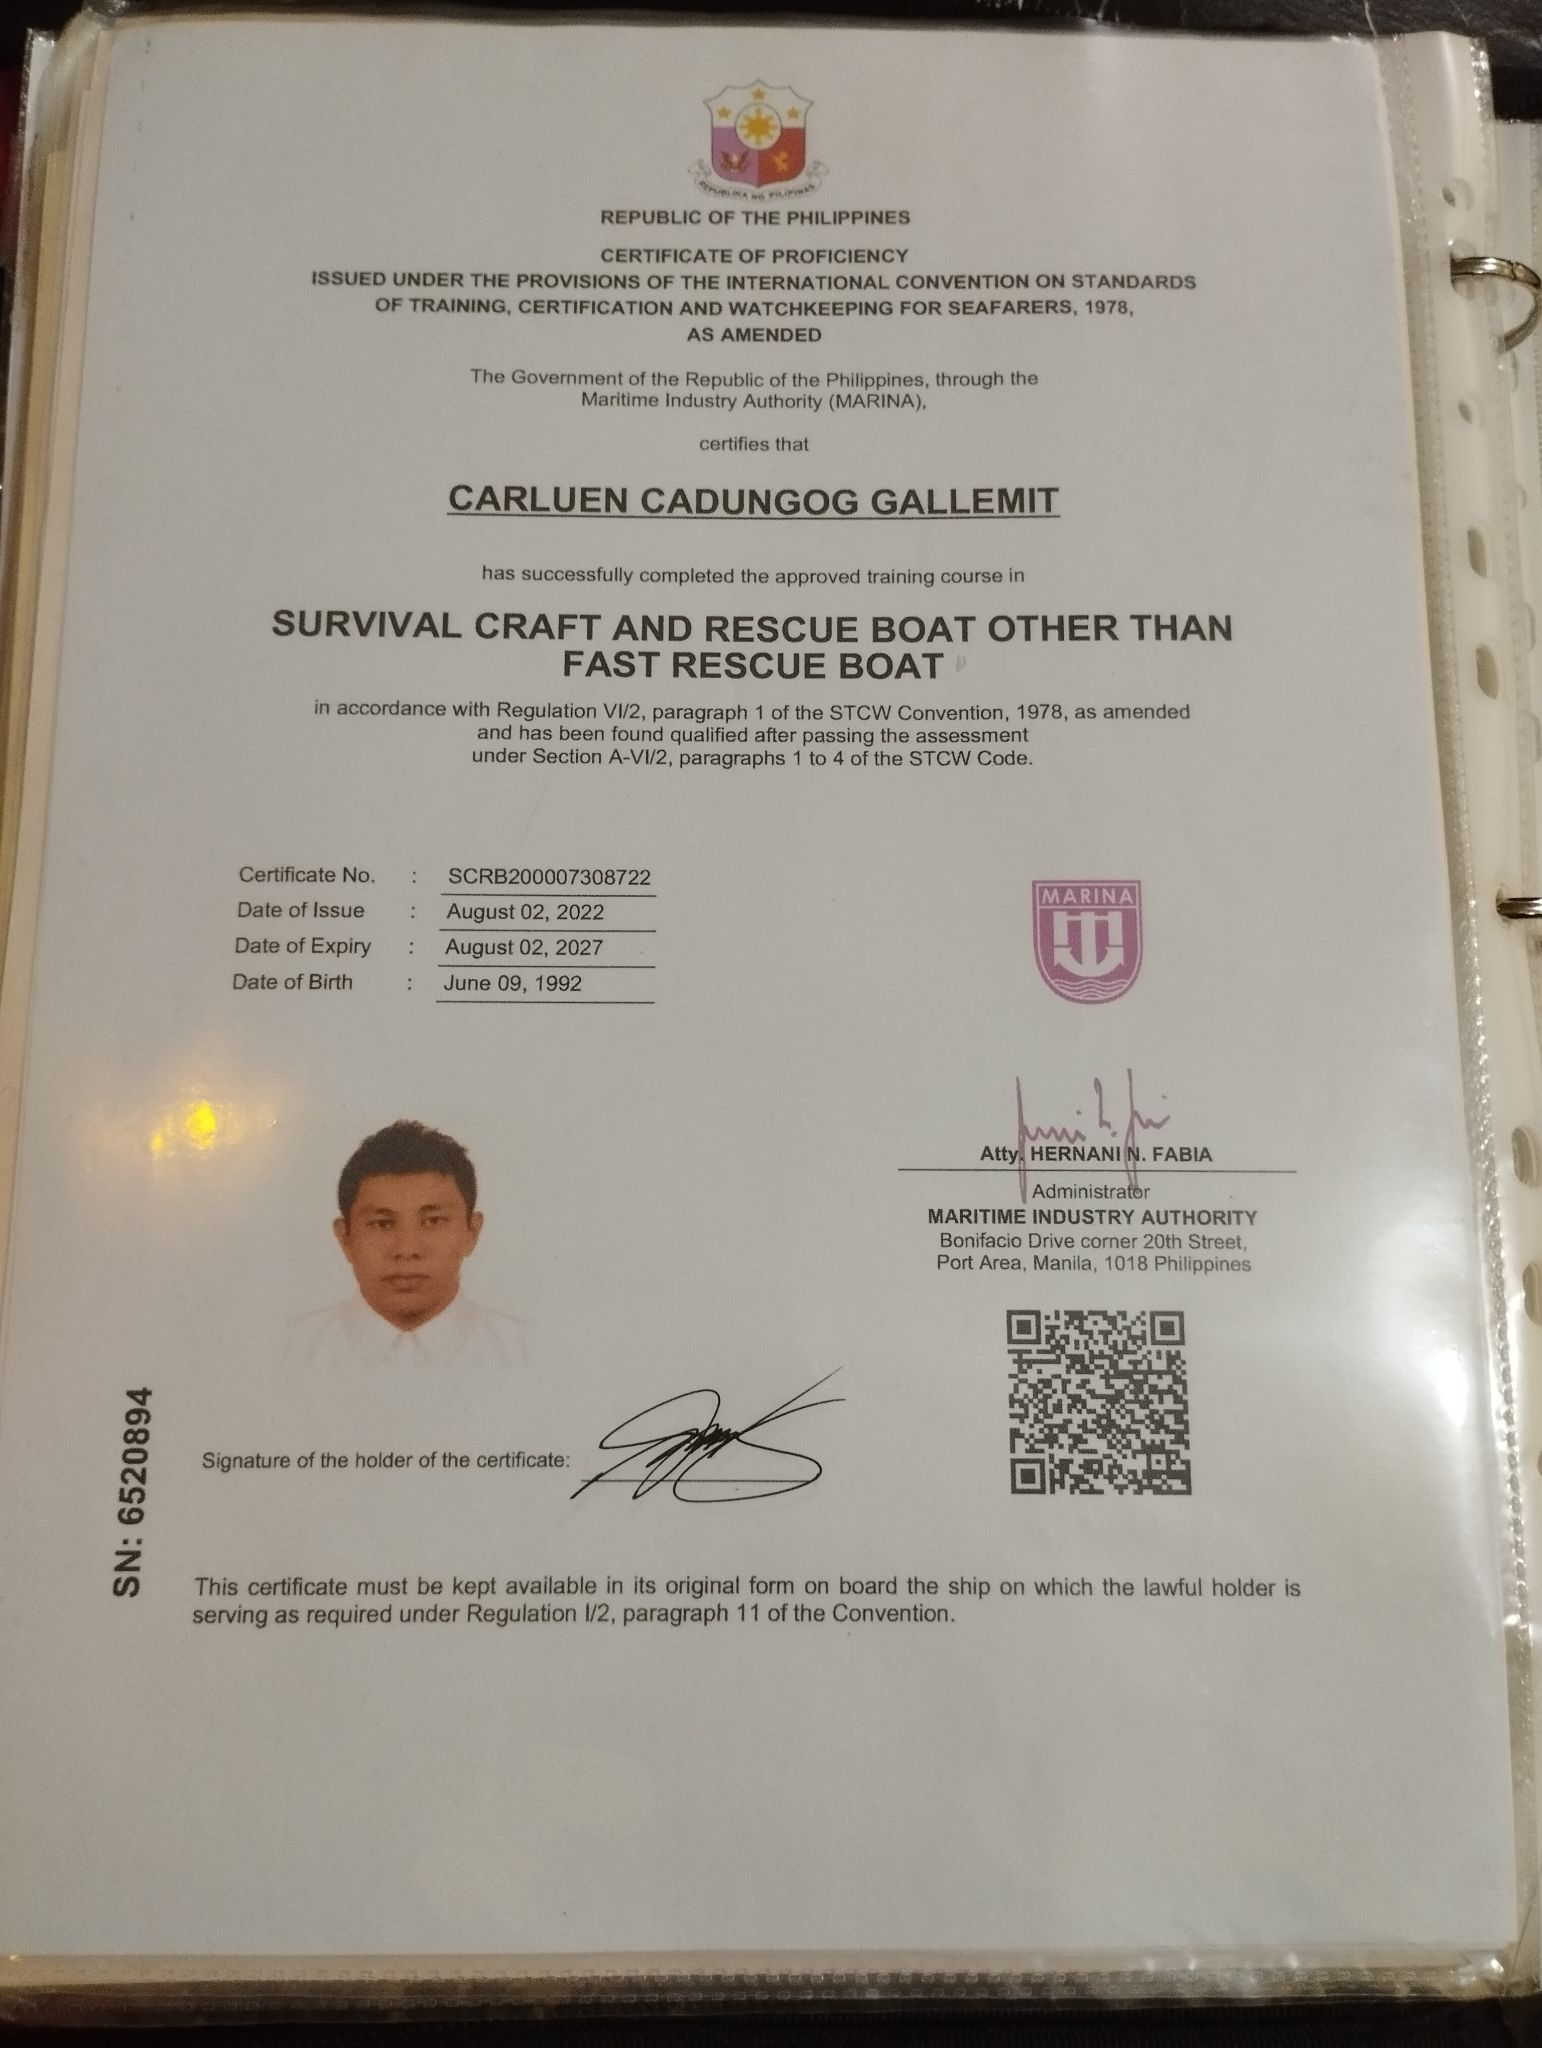 REPUBLIKA NG PILIPINAS
REPUBLIC OF THE PHILIPPINES
CERTIFICATE OF PROFICIENCY
ISSUED UNDER THE PROVISIONS OF THE INTERNATIONAL CONVENTION ON STANDARDS
OF TRAINING, CERTIFICATION AND WATCHKEEPING FOR SEAFARERS, 1978,
AS AMENDED
The Government of the Republic of the Philippines, through the
Maritime Industry Authority (MARINA),
certifies that
CARLUEN CADUNGOG GALLEMIT
has successfully completed the approved training course in
SURVIVAL CRAFT AND RESCUE BOAT OTHER THAN
FAST RESCUE BOAT
in accordance with Regulation VI/2, paragraph 1 of the STCW Convention, 1978, as amended
and has been found qualified after passing the assessment
under Section A-VI/2, paragraphs 1 to 4 of the STCW Code.
Certificate No. : SCRB200007308722
Date of Issue : August 02, 2022
Date of Expiry : August 02, 2027
Date of Birth : June 09, 1992
MARINA
Atty. HERNANI N. FABIA
Administrator
MARITIME INDUSTRY AUTHORITY
Bonifacio Drive corner 20th Street,
Port Area, Manila, 1018 Philippines
Signature of the holder of the certificate:
SN: 6520894
This certificate must be kept available in its original form on board the ship on which the lawful holder is
serving as required under Regulation I/2, paragraph 11 of the Convention.